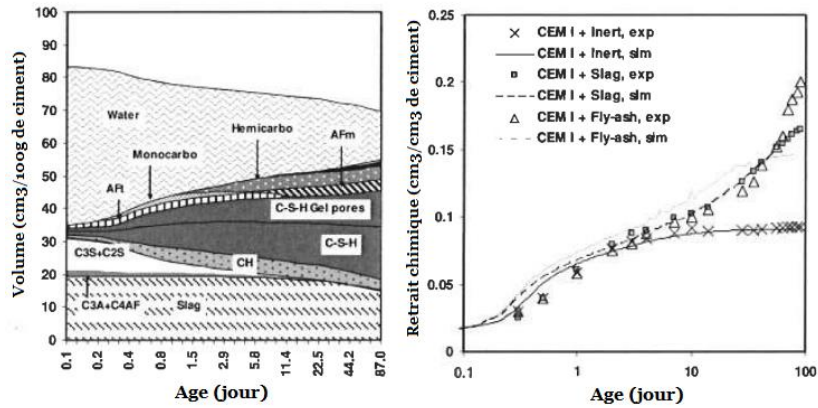 Volume (cm3/100g de ciment)
100
90
80
70
60
50
40
30
20
10
0
Water
Hemicarbo
AFm
Monocarbo
AFt
C-S-H Gel pores
C-S-H
C3S+C2S
CH
C3A+C4AF
Slag
0.1
0.2
0.4
0.8
1.5
2.9
5.8
11.4
22.5
44.2
87.0
Age (jour)
Retrait chimique (cm3/cm3 de ciment)
0.25
0.2
0.15
0.1
0.05
0
CEM I + Inert, exp
CEM I + Inert, sim
CEM I + Slag, exp
CEM I + Slag, sim
CEM I + Fly-ash, exp
CEM I + Fly-ash, sim
0.1
1
10
100
Age (jour)